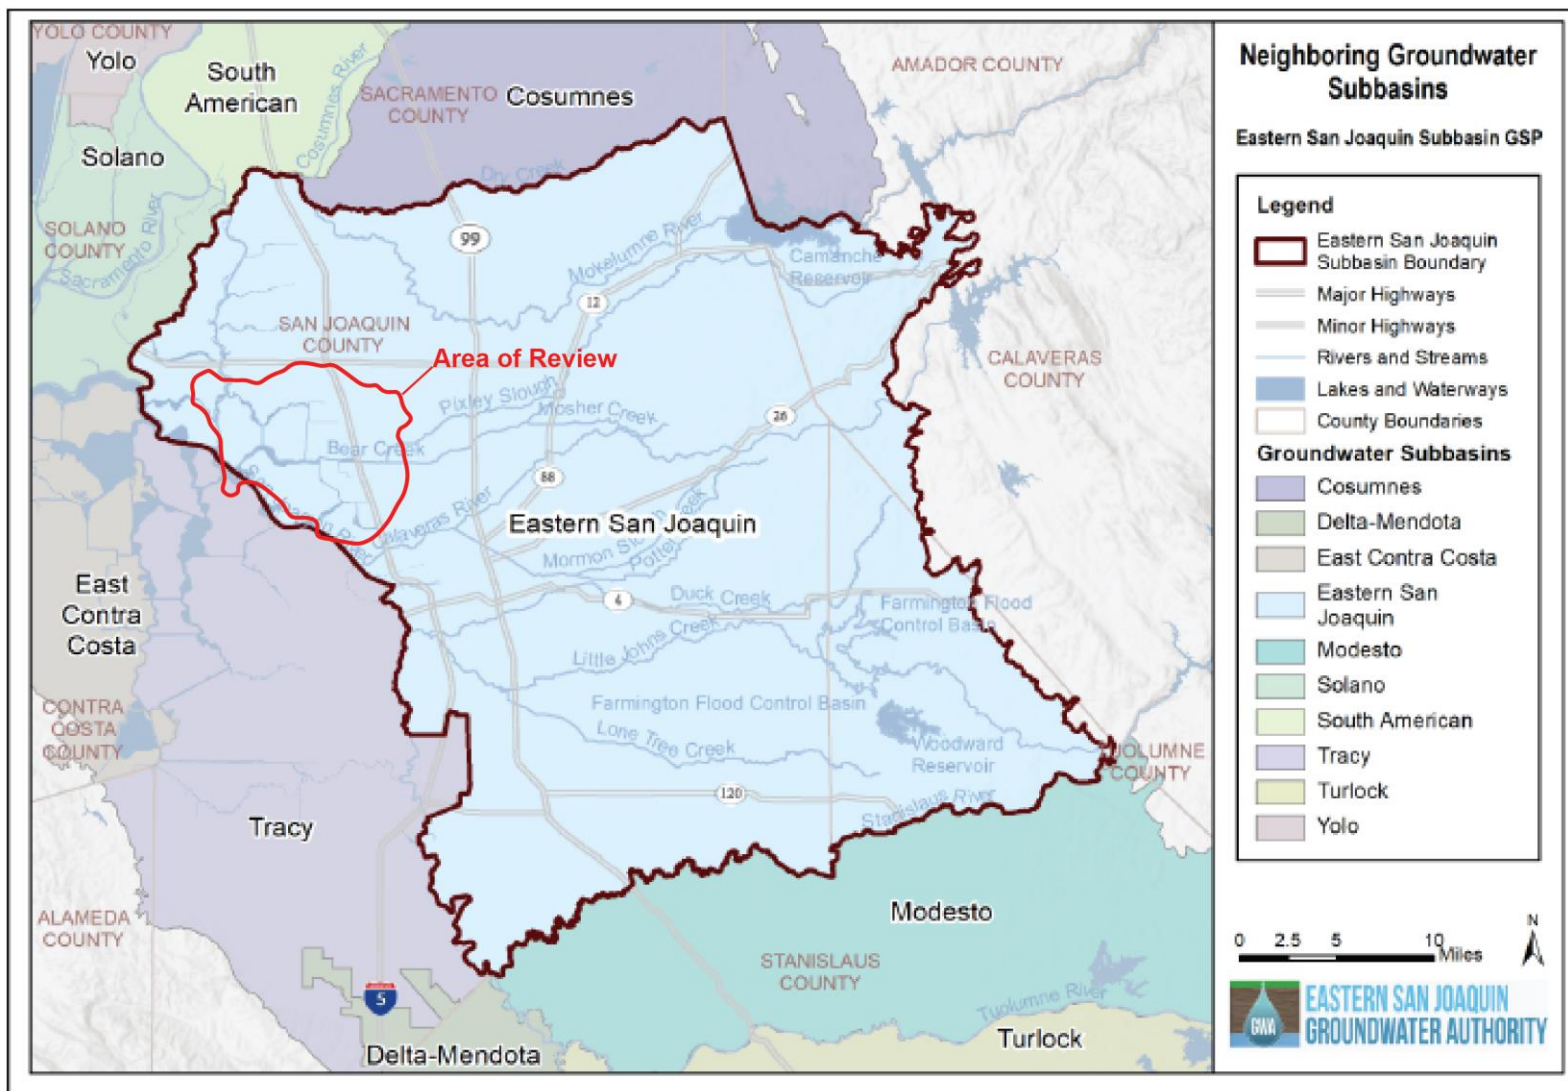 YOLO COUNTY
Yolo
South
American
Cosumnes River
SACRAMENTO
COUNTY
Cosumnes
AMADOR COUNTY
Solano
Dry Creek
SOLANO
COUNTY
Sacramento River
99
Mokelumne River
Camanche
Reservoir
12
SAN JOAQUIN
COUNTY
Area of Review
CALAVERAS
COUNTY
Pixley Slough
Mosher Creek
26
Bear Creek
88
Calaveras River
Eastern San Joaquin
Mormon Slough
Potter Creek
East
Contra
Costa
4
Duck Creek
Farmington Flood
Control Basin
Little Johns Creek
CONTRA
COSTA
COUNTY
Farmington Flood Control Basin
Lone Tree Creek
Woodward
Reservoir
TUOLUMNE
COUNTY
120
Stanislaus River
Tracy
ALAMEDA
COUNTY
Modesto
STANISLAUS
COUNTY
5
Tuolumne River
Turlock
Delta-Mendota
Neighboring Groundwater
Subbasins
Eastern San Joaquin Subbasin GSP
Legend
Eastern San Joaquin
Subbasin Boundary
Major Highways
Minor Highways
Rivers and Streams
Lakes and Waterways
County Boundaries
Groundwater Subbasins
Cosumnes
Delta-Mendota
East Contra Costa
Eastern San
Joaquin
Modesto
Solano
South American
Tracy
Turlock
Yolo
N
0 2.5 5 10
Miles
GWA
EASTERN SAN JOAQUIN
GROUNDWATER AUTHORITY